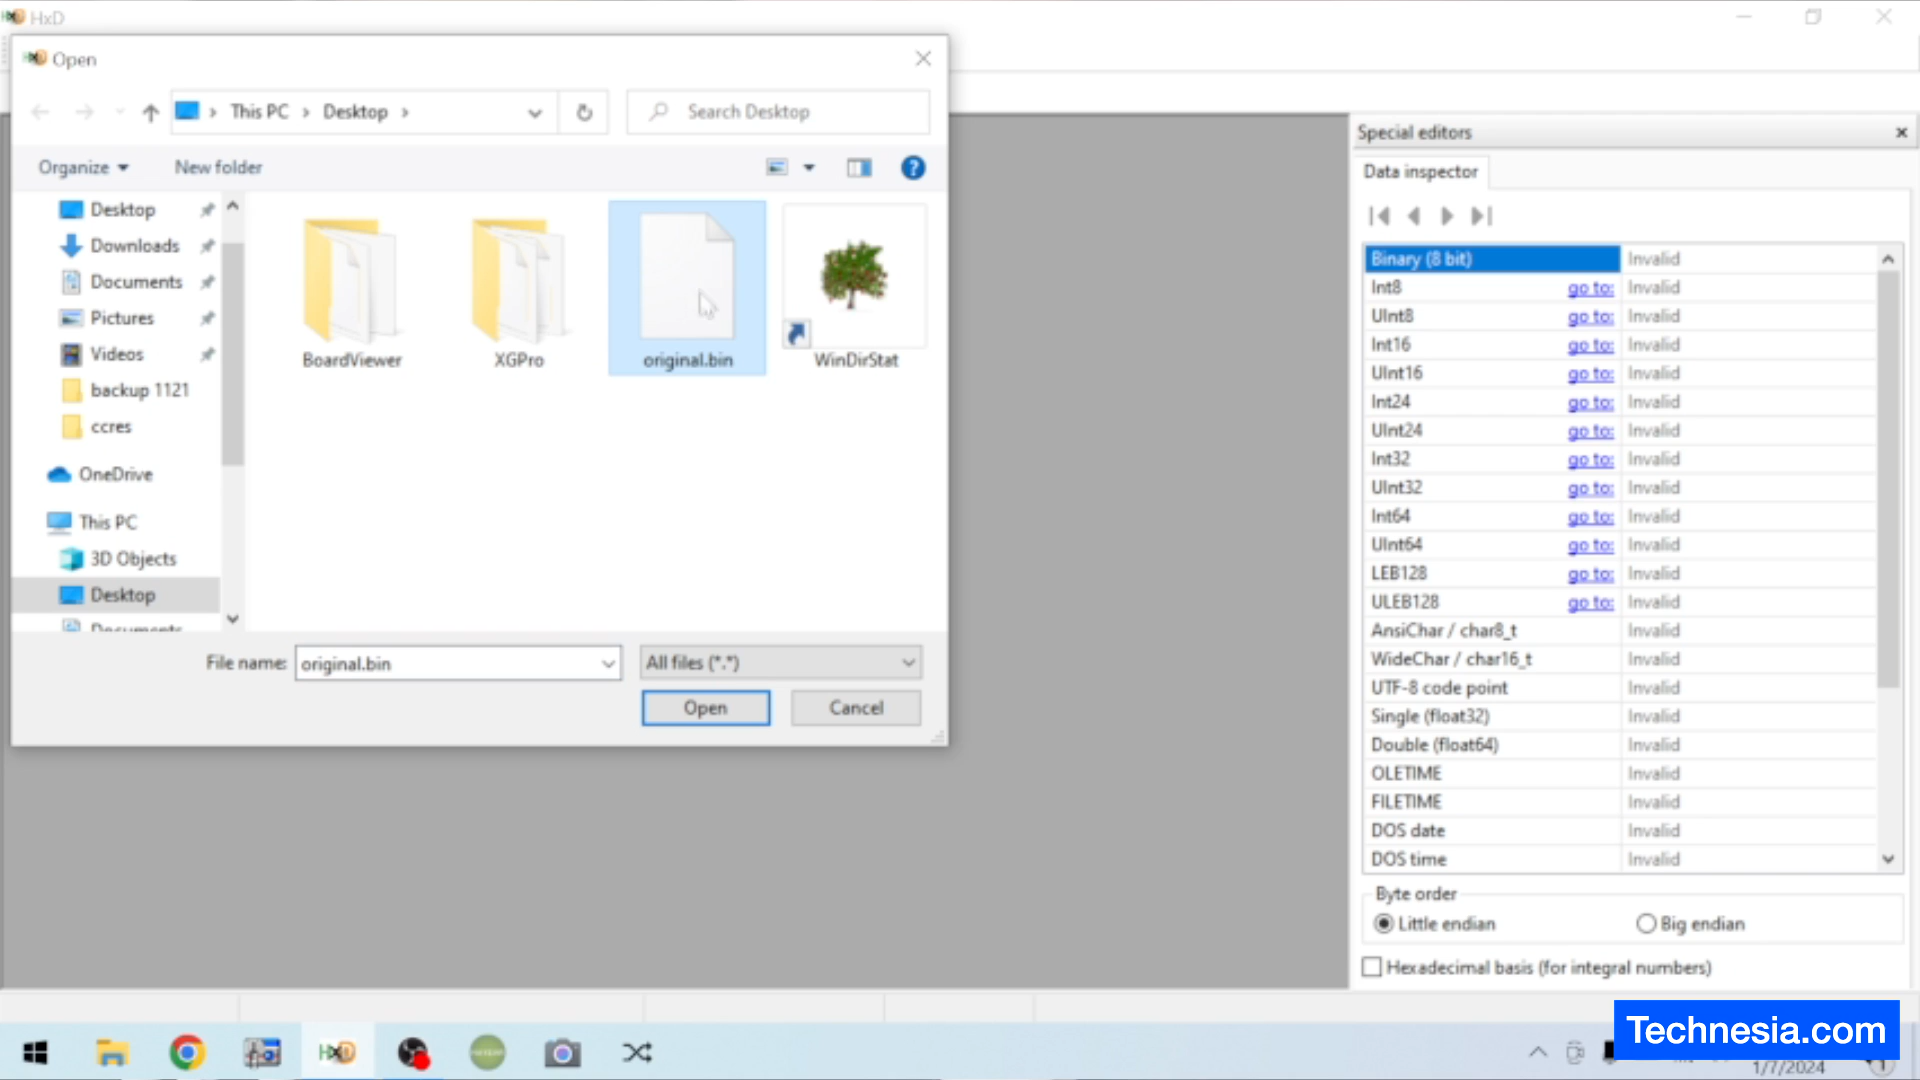 HxD
Open
This PC
Desktop
Search Desktop
Organize
New folder
Desktop
Downloads
Documents
Pictures
Videos
backup 1121
ccres
OneDrive
This PC
3D Objects
Desktop
Documents
BoardViewer
XGPro
original.bin
WinDirStat
File name: original.bin
All files (*.*)
Open
Cancel
Special editors
Data inspector
Binary (8 bit) Invalid
Int8 go to: Invalid
UInt8 go to: Invalid
Int16 go to: Invalid
UInt16 go to: Invalid
Int24 go to: Invalid
UInt24 go to: Invalid
Int32 go to: Invalid
UInt32 go to: Invalid
Int64 go to: Invalid
UInt64 go to: Invalid
LEB128 go to: Invalid
ULEB128 go to: Invalid
AnsiChar / char8_t Invalid
WideChar / char16_t Invalid
UTF-8 code point Invalid
Single (float32) Invalid
Double (float64) Invalid
OLETIME Invalid
FILETIME Invalid
DOS date Invalid
DOS time Invalid
Byte order
Little endian
Big endian
Hexadecimal basis (for integral numbers)
HxD
Technesia.com
1/7/2024